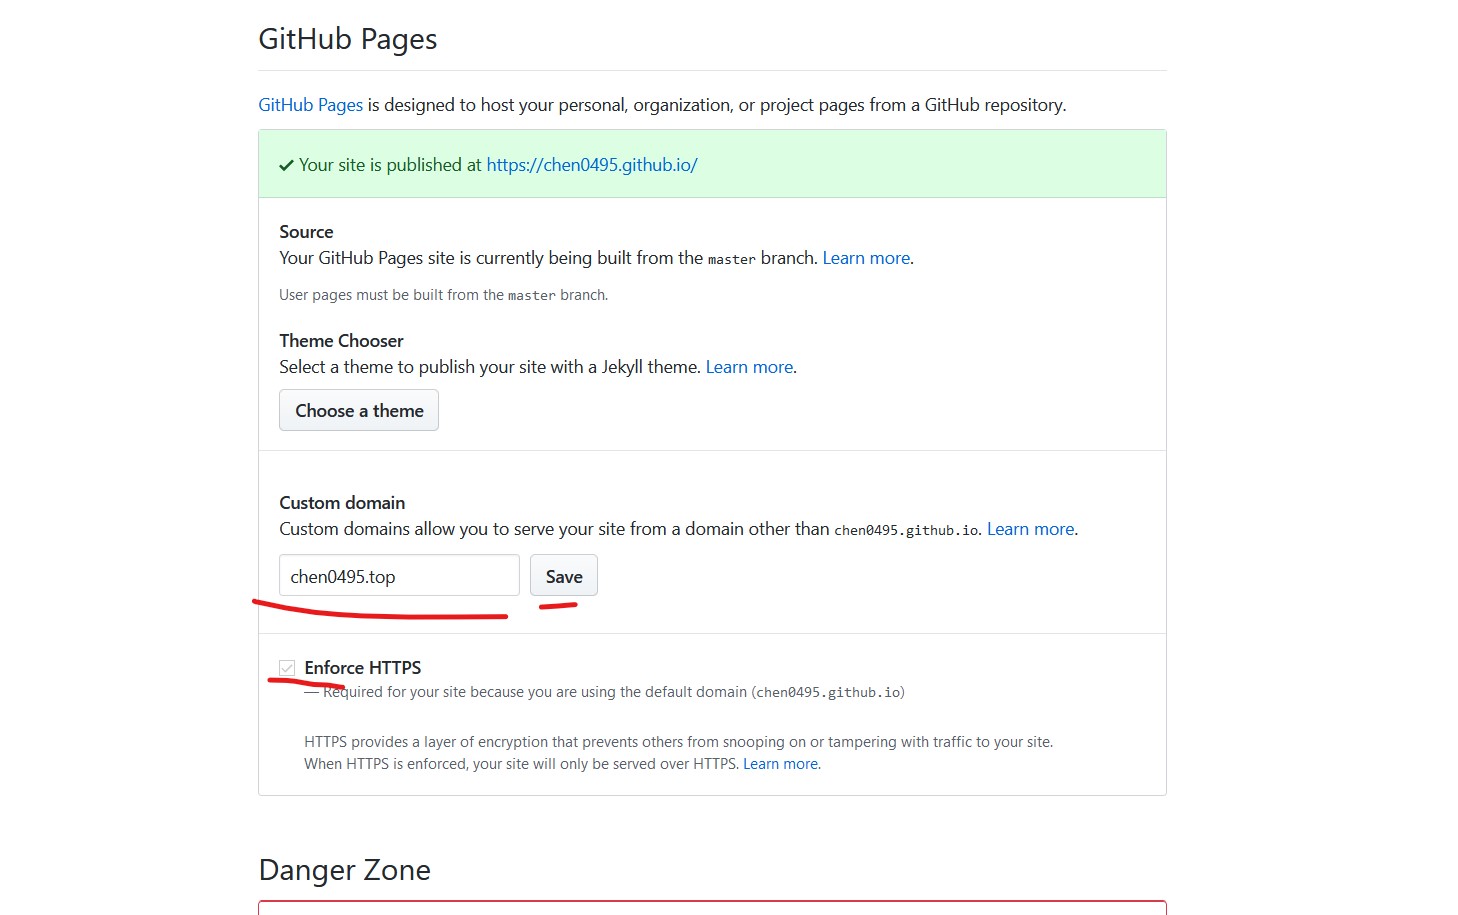 GitHub Pages
GitHub Pages is designed to host your personal, organization, or project pages from a GitHub repository.
Your site is published at https://chen0495.github.io/
Source
Your GitHub Pages site is currently being built from the master branch. Learn more.
User pages must be built from the master branch.
Theme Chooser
Select a theme to publish your site with a Jekyll theme. Learn more.
Choose a theme
Custom domain
Custom domains allow you to serve your site from a domain other than chen0495.github.io. Learn more.
chen0495.top Save
Enforce HTTPS
— Required for your site because you are using the default domain (chen0495.github.io)
HTTPS provides a layer of encryption that prevents others from snooping on or tampering with traffic to your site.
When HTTPS is enforced, your site will only be served over HTTPS. Learn more.
Danger Zone